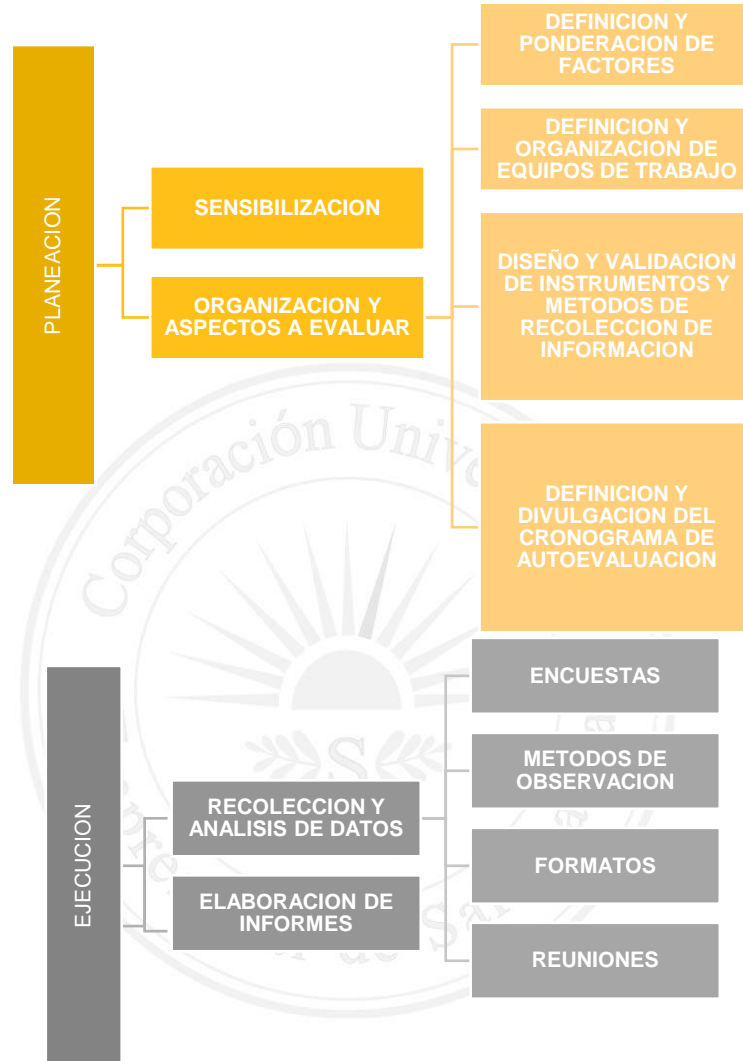 PLANEACION
SENSIBILIZACION
ORGANIZACION Y
ASPECTOS A EVALUAR
DEFINICION Y
PONDERACION DE
FACTORES
DEFINICION Y
ORGANIZACION DE
EQUIPOS DE TRABAJO
DISEÑO Y VALIDACION
DE INSTRUMENTOS Y
METODOS DE
RECOLECCION DE
INFORMACION
DEFINICION Y
DIVULGACION DEL
CRONOGRAMA DE
AUTOEVALUACION
EJECUCION
RECOLECCION Y
ANALISIS DE DATOS
ELABORACION DE
INFORMES
ENCUESTAS
METODOS DE
OBSERVACION
FORMATOS
REUNIONES
Corporación
S